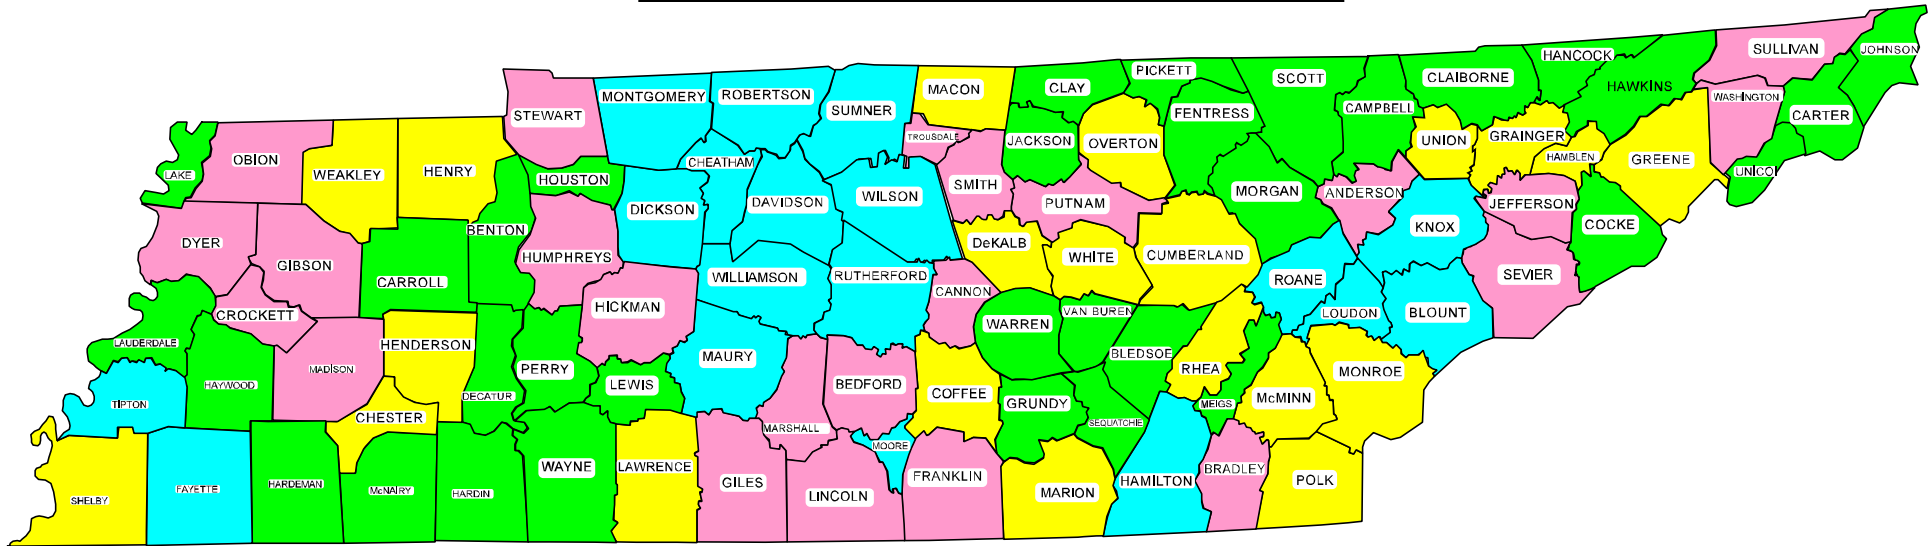 SULLIVAN
JOHNSON
HANCOCK
PICKETT
SCOTT
CLAIBORNE
HAWKINS
WASHINGTON
CLAY
MACON
MONTGOMERY
ROBERTSON
SUMNER
STEWART
FENTRESS
CAMPBELL
CARTER
TROUSDALE
JACKSON
OVERTON
UNION
GRAINGER
HAMBLEN
GREENE
OBION
WEAKLEY
HENRY
CHEATHAM
LAKE
HOUSTON
SMITH
MORGAN
ANDERSON
UNICOI
DICKSON
DAVIDSON
WILSON
PUTNAM
JEFFERSON
KNOX
COCKE
DYER
BENTON
GIBSON
HUMPHREYS
DeKALB
WHITE
CUMBERLAND
CARROLL
WILLIAMSON
RUTHERFORD
ROANE
SEVIER
CANNON
HICKMAN
CROCKETT
WARREN
VAN BUREN
LOUDON
BLOUNT
LAUDERDALE
HENDERSON
MAURY
BLEDSOE
MADISON
PERRY
HAYWOOD
LEWIS
BEDFORD
RHEA
MONROE
TIPTON
DECATUR
COFFEE
GRUNDY
MEIGS
McMINN
CHESTER
MARSHALL
MOORE
SEQUATCHIE
WAYNE
LAWRENCE
SHELBY
FAYETTE
HARDEMAN
McNAIRY
HARDIN
GILES
LINCOLN
FRANKLIN
MARION
HAMILTON
BRADLEY
POLK